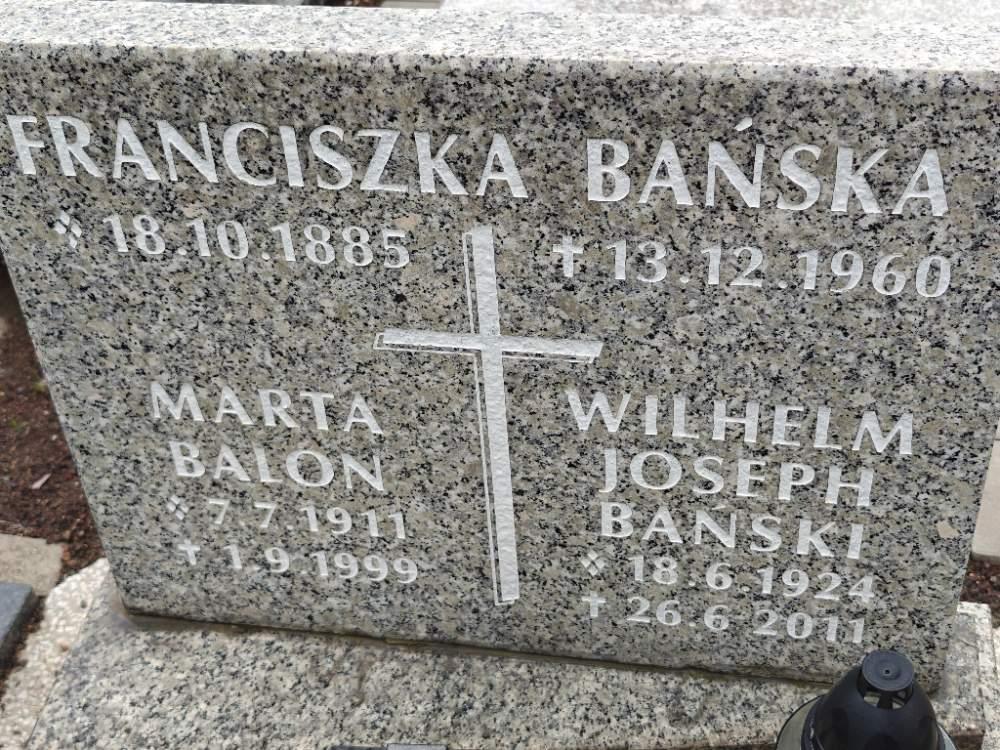 FRANCISZKA BAŃSKA
18.10.1885 13.12.1960
MARTA
BALON
7.7.1911
1.9.1999
WILHELM
JOSEPH
BAŃSKI
18.6.1924
26.6.2011